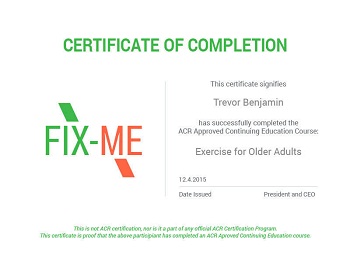 CERTIFICATE OF COMPLETION
FIX-ME
This certificate signifies
Trevor Benjamin
has successfully completed the
ACR Approved Continuing Education Course:
Exercise for Older Adults
12.4.2015
Date Issued President and CEO
This is not ACR certification, nor is it a part of any official ACR Certification Program.
This certificate is proof that the above participant has completed an ACR Aproved Continuing Education course.